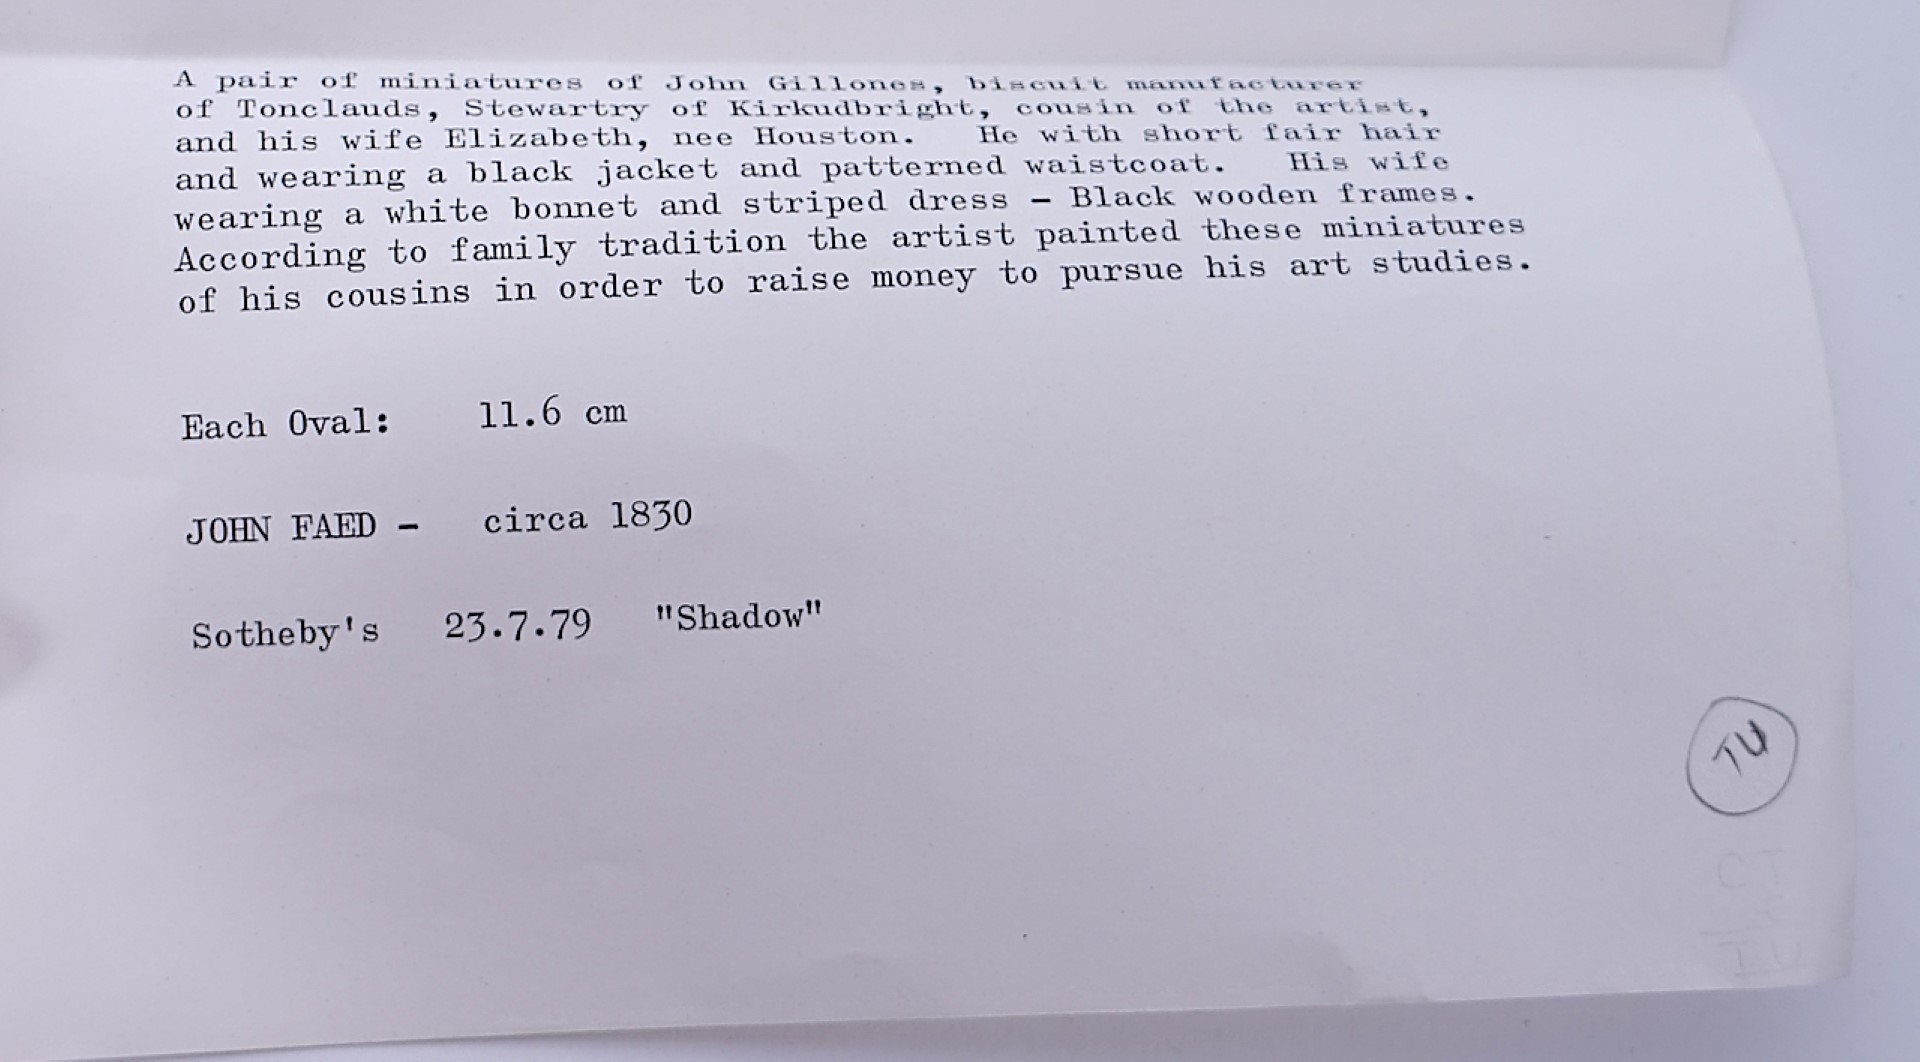 A pair of miniatures of John Gillones, biscuit manufacturer
of Tonclauds, Stewartry of Kirkudbright, cousin of the artist,
and his wife Elizabeth, nee Houston. He with short fair hair
and wearing a black jacket and patterned waistcoat. His wife
wearing a white bonnet and striped dress - Black wooden frames.
According to family tradition the artist painted these miniatures
of his cousins in order to raise money to pursue his art studies.
Each Oval: 11.6 cm
JOHN FAED - circa 1830
Sotheby's 23.7.79 "Shadow"
TU